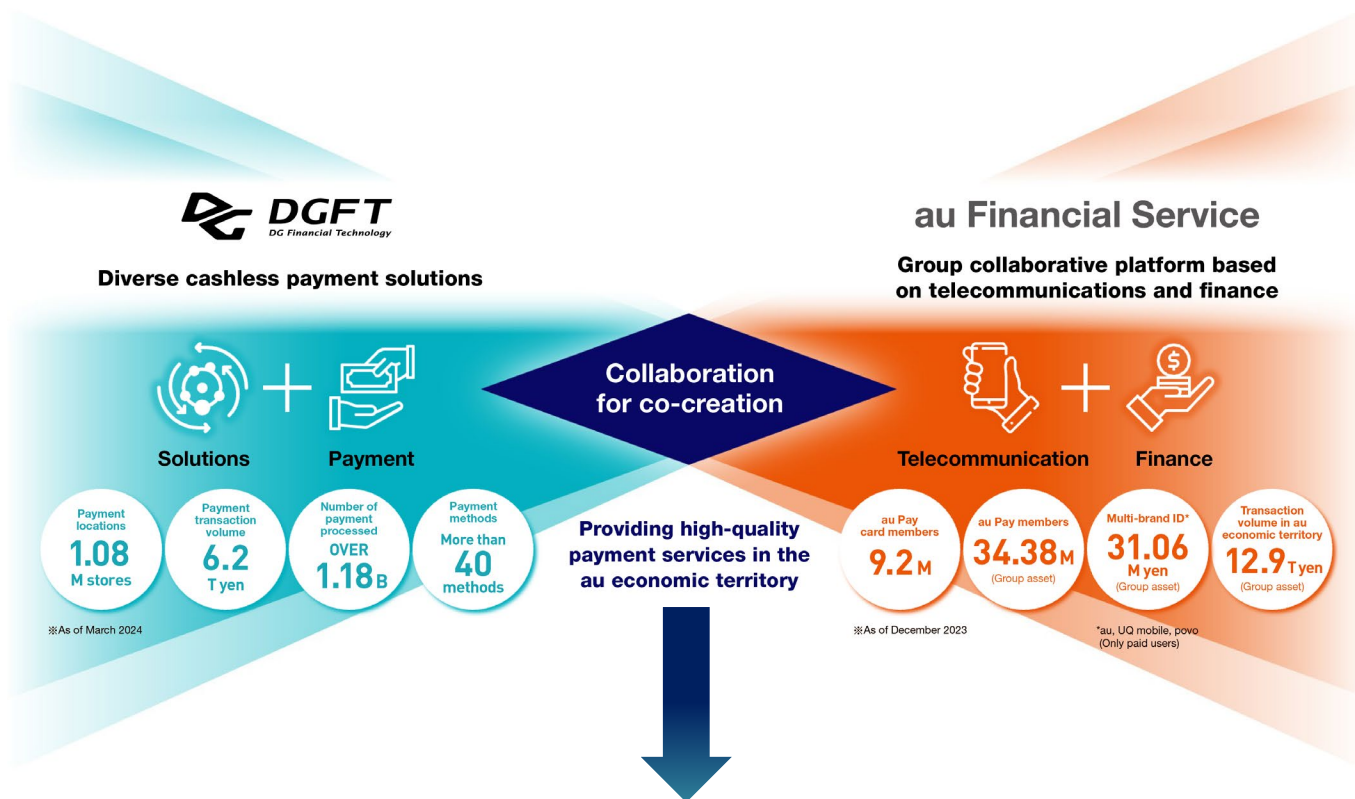 DGFT
DG Financial Technology
Diverse cashless payment solutions
au Financial Service
Group collaborative platform based
on telecommunications and finance
Collaboration
for co-creation
Solutions
Payment
Telecommunication
Finance
Payment
locations
1.08
M stores
Payment
transaction
volume
6.2
T yen
Number of
payment
processed
OVER
1.18 B
Payment
methods
More than
40
methods
※As of March 2024
Providing high-quality
payment services in the
au economic territory
au Pay
card members
9.2 M
au Pay members
34.38 M
(Group asset)
Multi-brand ID*
31.06
M yen
(Group asset)
Transaction
volume in au
economic territory
12.9 T yen
(Group asset)
※As of December 2023
*au, UQ mobile, povo
(Only paid users)